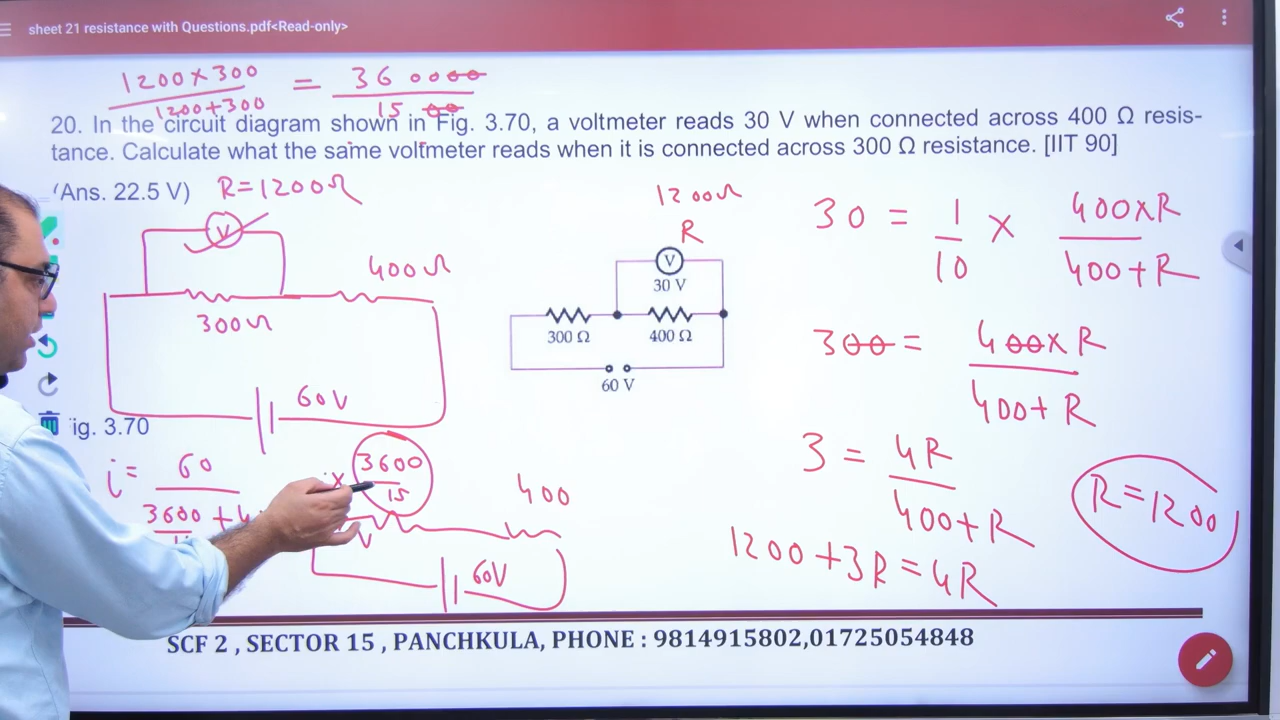 sheet 21 resistance with Questions.pdf<Read-only>
1200×300 / 1200+300 = 360000 / 1500
20. In the circuit diagram shown in Fig. 3.70, a voltmeter reads 30 V when connected across 400 Ω resis-
tance. Calculate what the same voltmeter reads when it is connected across 300 Ω resistance. [IIT 90]
(Ans. 22.5 V) R=1200Ω
V
300Ω
400Ω
60V
1200Ω
R
V
30 V
300 Ω
400 Ω
60 V
30 = 1/10 × 400×R / 400+R
300 = 400×R / 400+R
3 = 4R / 400+R
1200+3R=4R
R=1200
ig. 3.70
i= 60 / 3600
i× 3600/15
V
400
60V
SCF 2 , SECTOR 15 , PANCHKULA, PHONE : 9814915802,01725054848